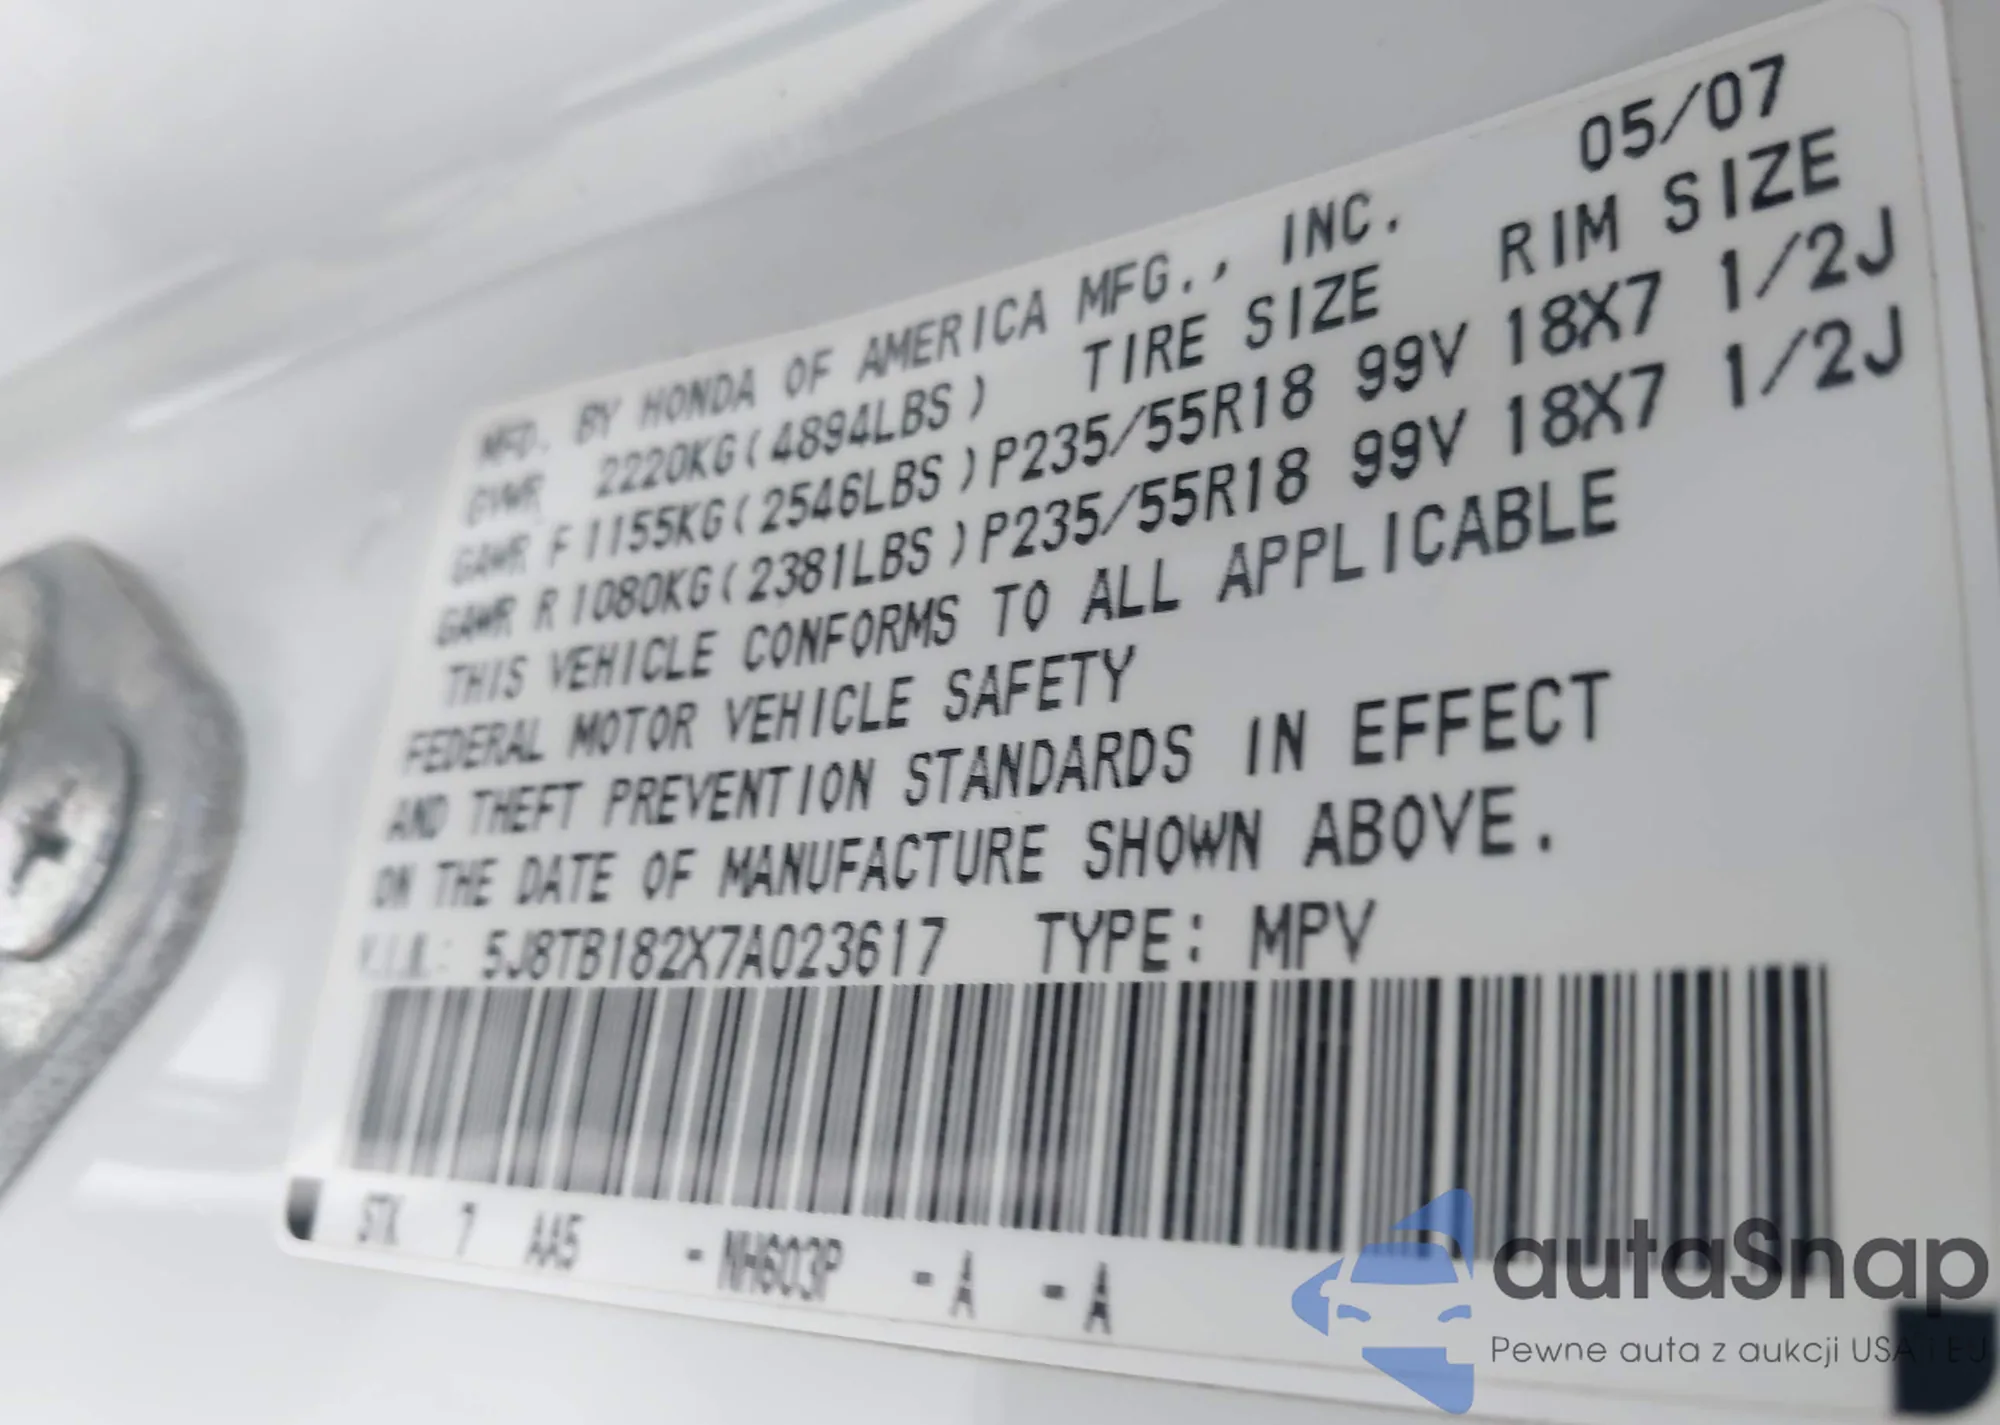 05/07
MFD. BY HONDA OF AMERICA MFG., INC.
GVWR 2220KG(4894LBS) TIRE SIZE RIM SIZE
GAWR F 1155KG(2546LBS)P235/55R18 99V 18X7 1/2J
GAWR R 1080KG(2381LBS)P235/55R18 99V 18X7 1/2J
THIS VEHICLE CONFORMS TO ALL APPLICABLE
FEDERAL MOTOR VEHICLE SAFETY
AND THEFT PREVENTION STANDARDS IN EFFECT
ON THE DATE OF MANUFACTURE SHOWN ABOVE.
V.I.N.: 5J8TB182X7A023617 TYPE: MPV
STK 7 AA5 - NH603P - A - A
autaSnap
Pewne auta z aukcji USA i EU